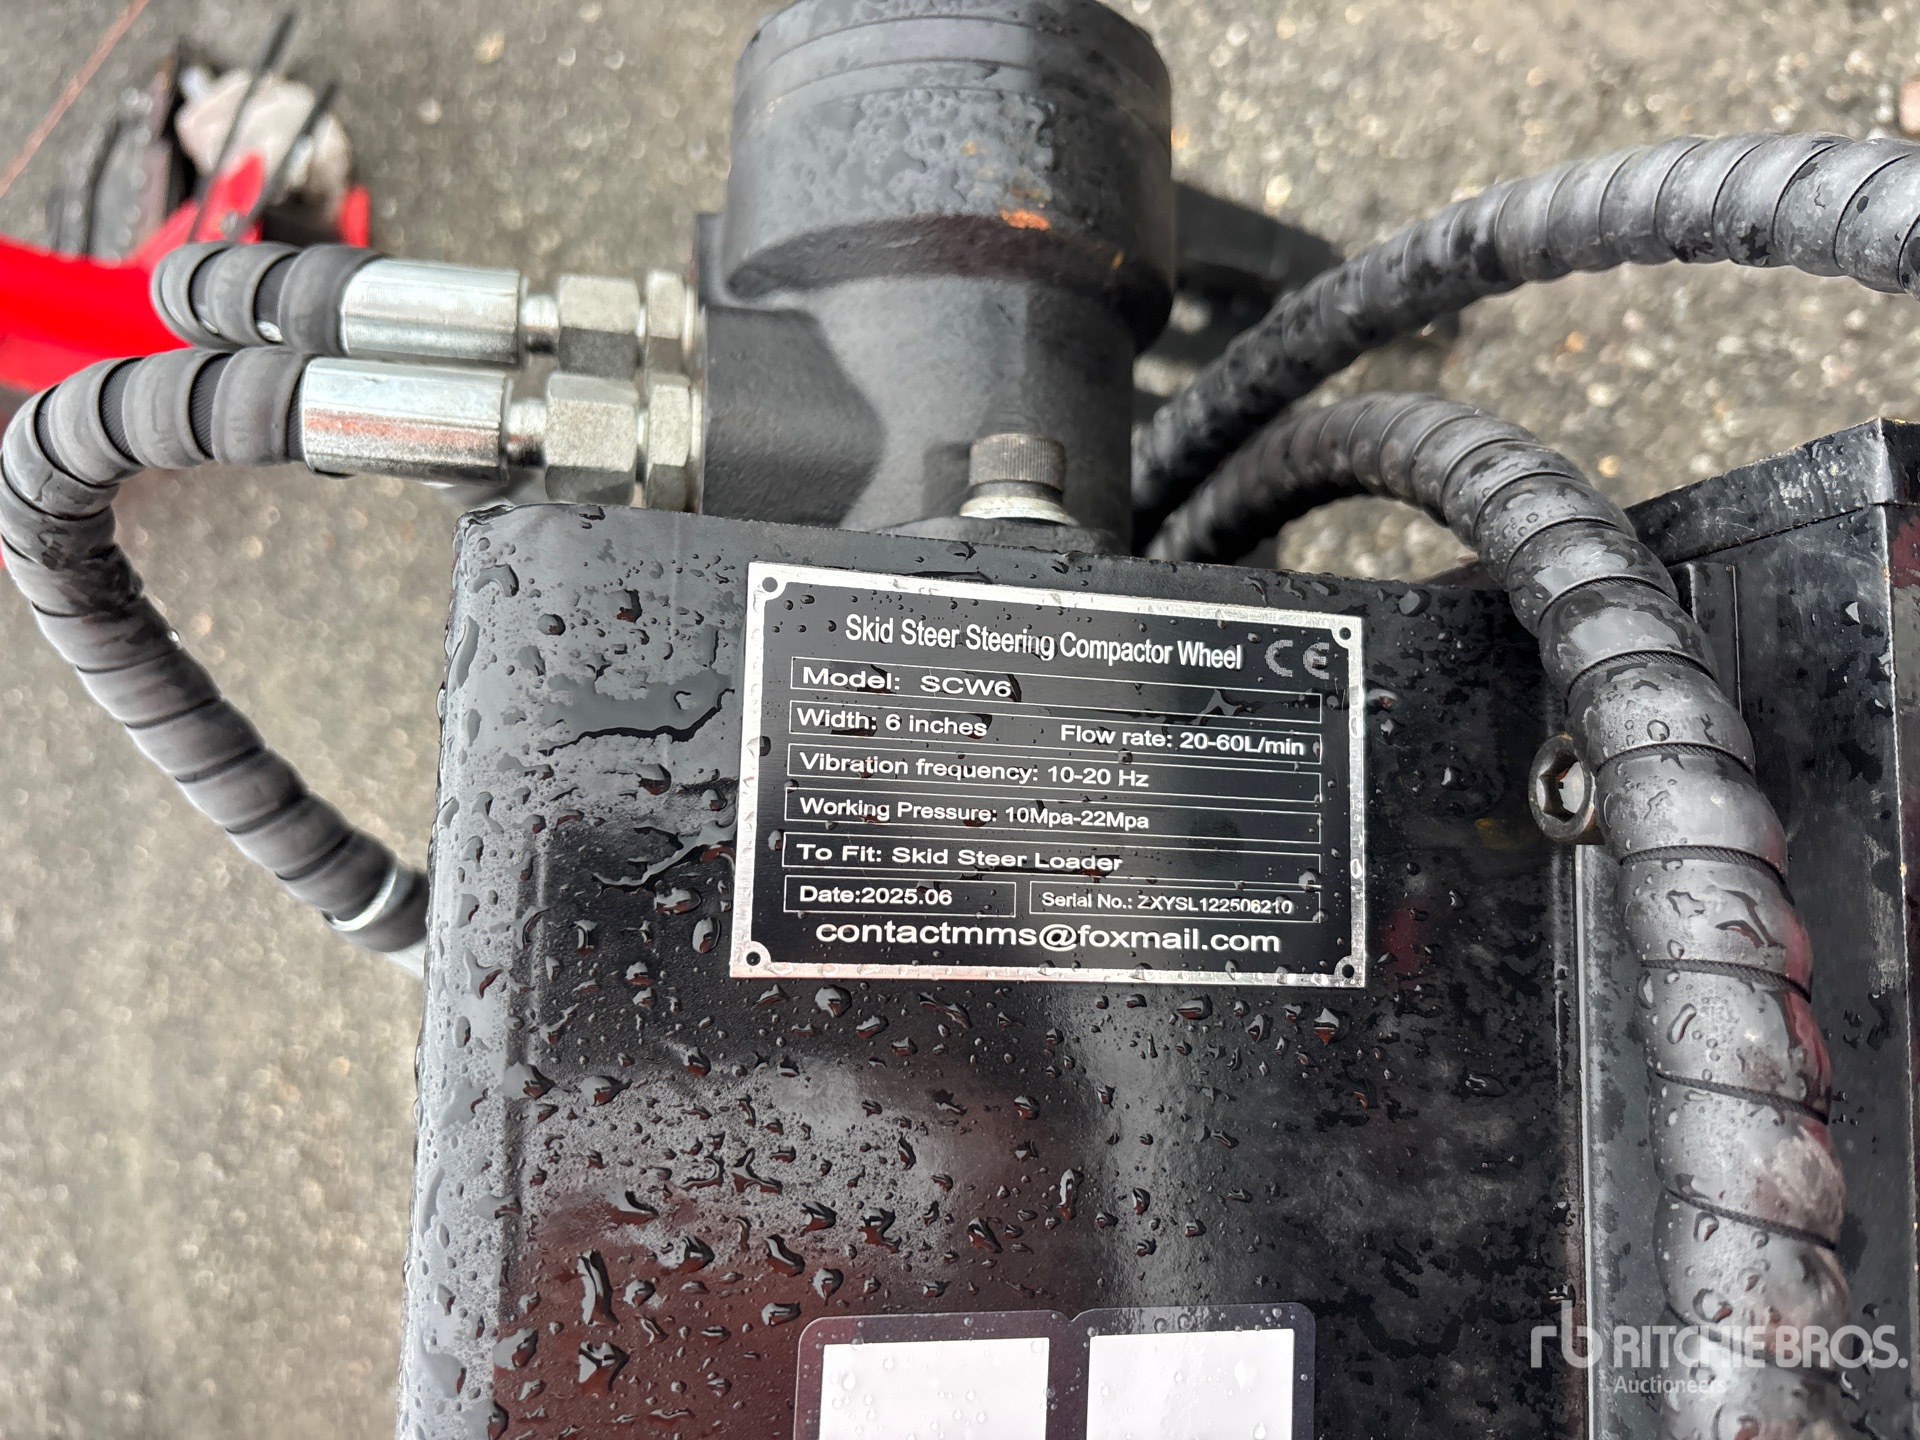 Skid Steer Steering Compactor Wheel CE
Model: SCW6
Width: 6 inches Flow rate: 20-60L/min
Vibration frequency: 10-20 Hz
Working Pressure: 10Mpa-22Mpa
To Fit: Skid Steer Loader
Date:2025.06 Serial No.: ZXYSL122506210
contactmms@foxmail.com
rb RITCHIE BROS.
Auctioneers